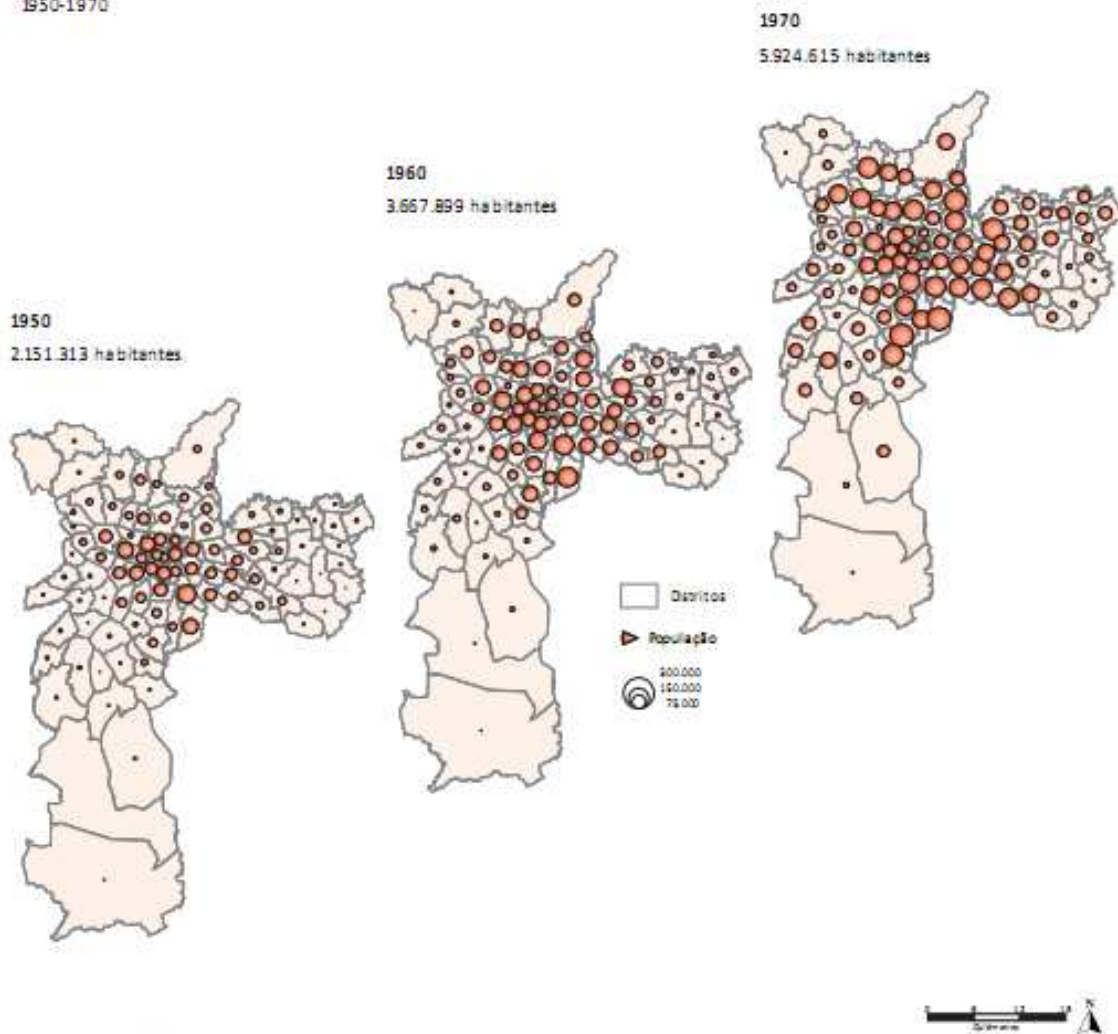 1950-1970
1970
5.924.615 habitantes
1960
3.667.899 habitantes
1950
2.151.313 habitantes
Distritos
População
300.000
150.000
75.000
N